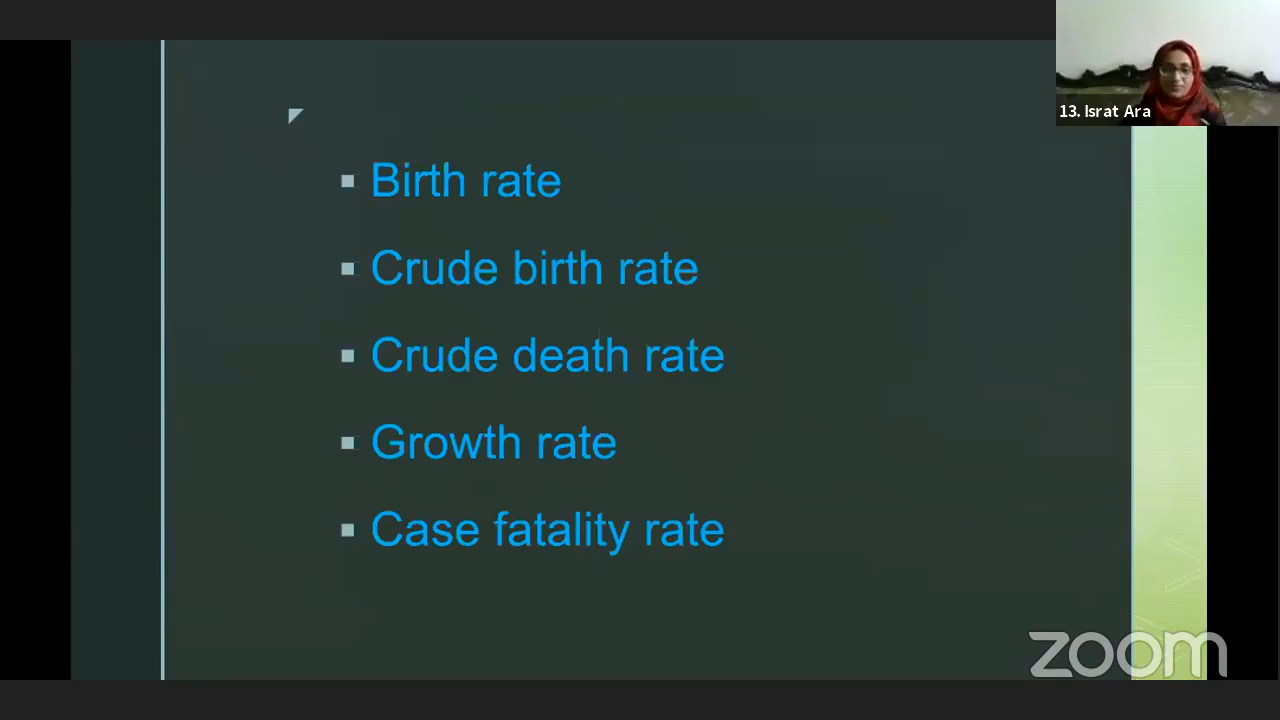 13. Israt Ara
Birth rate
Crude birth rate
Crude death rate
Growth rate
Case fatality rate
zoom